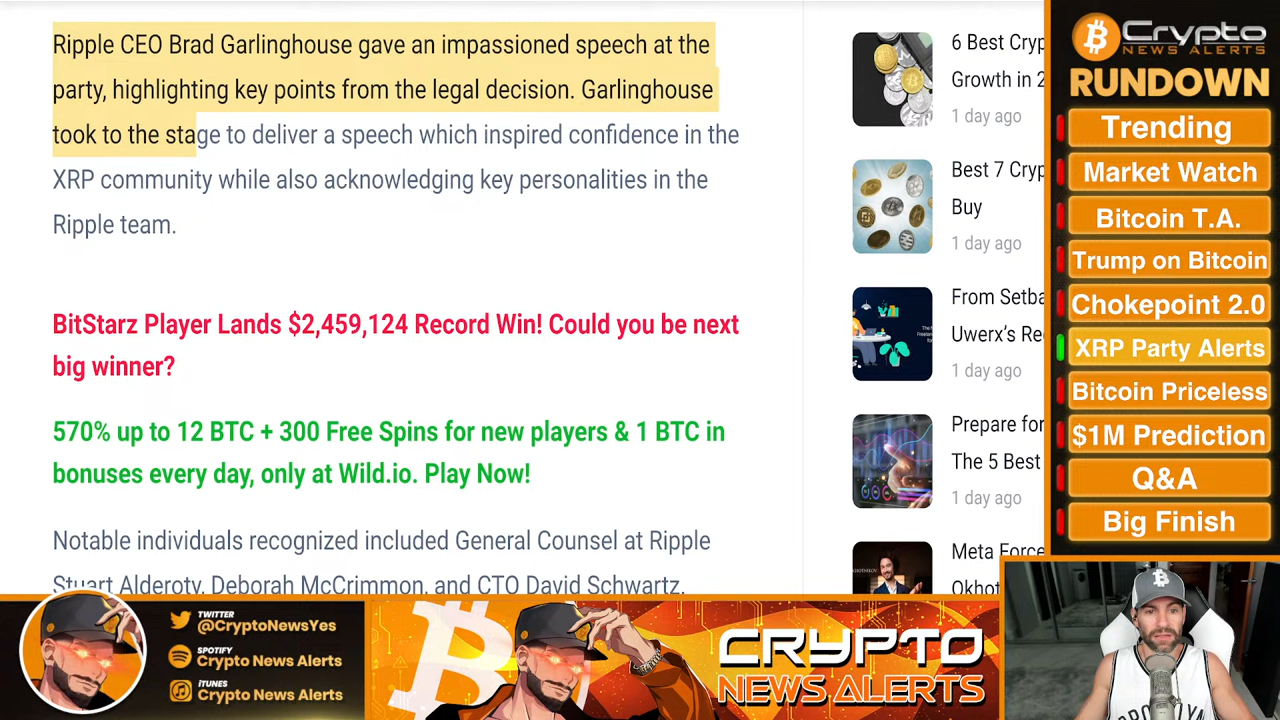 Ripple CEO Brad Garlinghouse gave an impassioned speech at the
party, highlighting key points from the legal decision. Garlinghouse
took to the stage to deliver a speech which inspired confidence in the
XRP community while also acknowledging key personalities in the
Ripple team.
BitStarz Player Lands $2,459,124 Record Win! Could you be next
big winner?
570% up to 12 BTC + 300 Free Spins for new players & 1 BTC in
bonuses every day, only at Wild.io. Play Now!
Notable individuals recognized included General Counsel at Ripple
Stuart Alderoty, Deborah McCrimmon, and CTO David Schwartz.
6 Best Cryp
Growth in 2
1 day ago
Best 7 Cryp
Buy
1 day ago
From Setba
Uwerx's Re
1 day ago
Prepare for
The 5 Best
1 day ago
Meta Force
Okhot
Crypto
NEWS ALERTS
RUNDOWN
Trending
Market Watch
Bitcoin T.A.
Trump on Bitcoin
Chokepoint 2.0
XRP Party Alerts
Bitcoin Priceless
$1M Prediction
Q&A
Big Finish
TWITTER
@CryptoNewsYes
SPOTIFY
Crypto News Alerts
iTUNES
Crypto News Alerts
CRYPTO
NEWS ALERTS
BROOKLYN